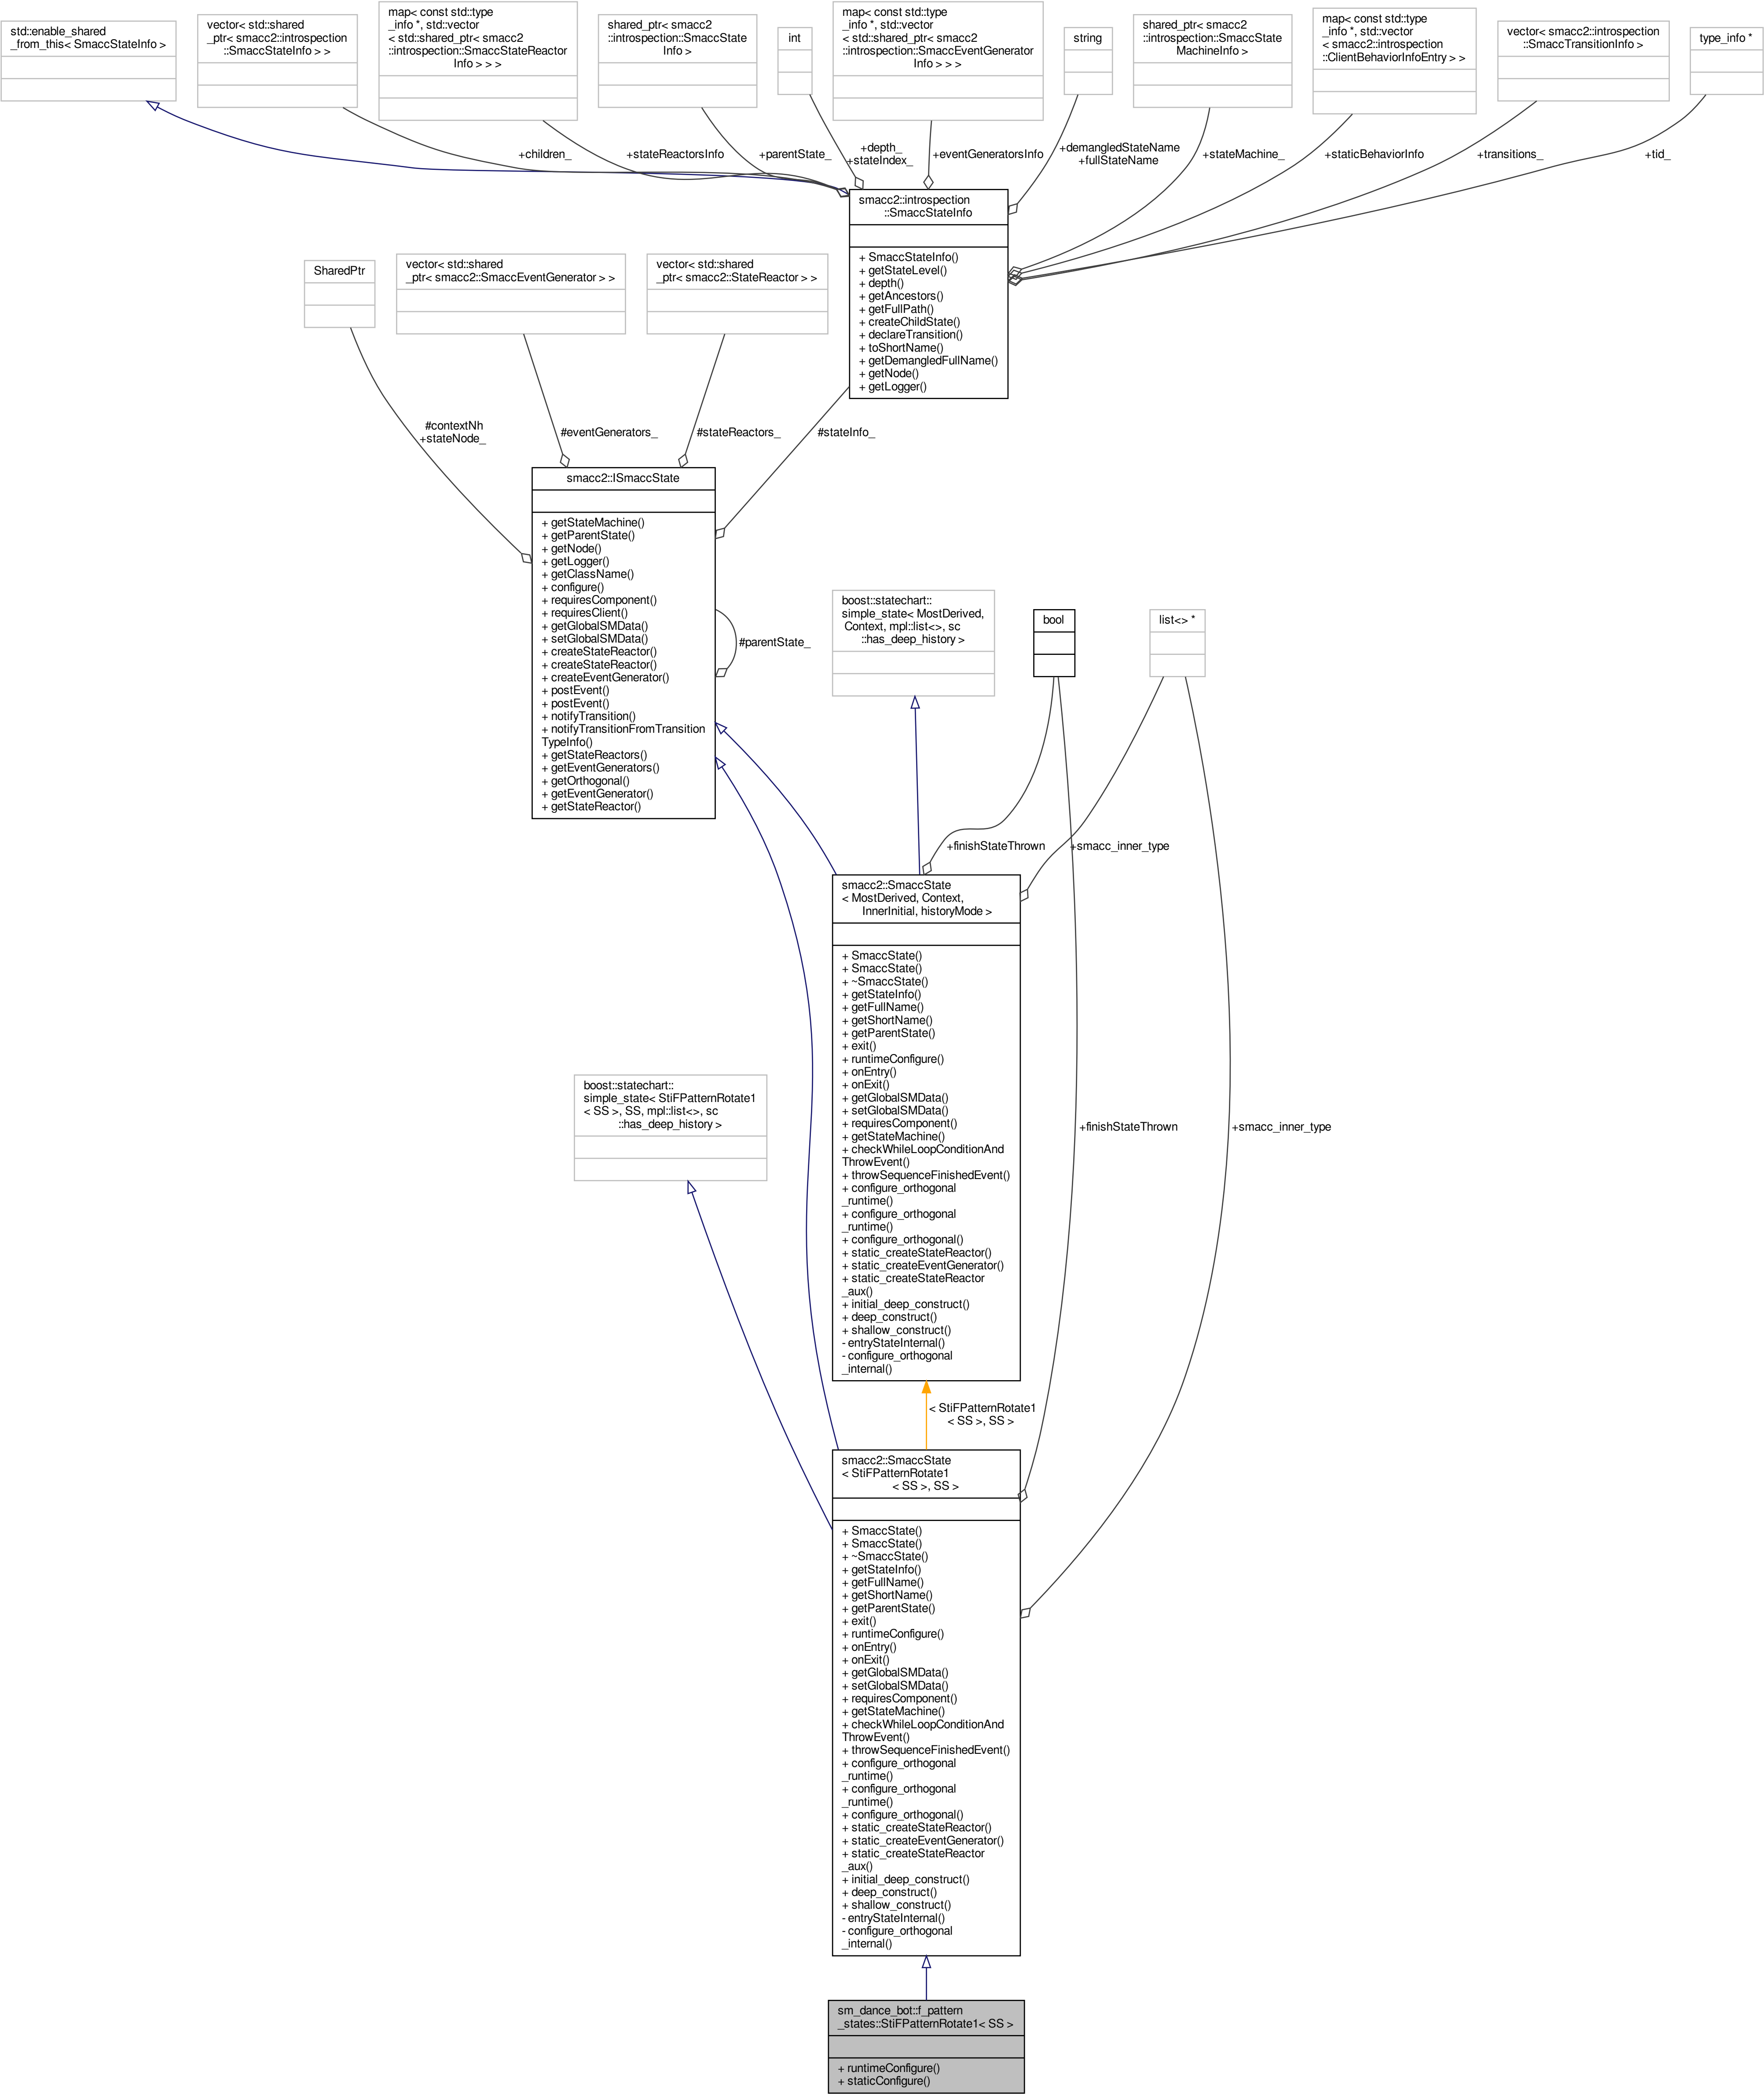 std::enable_shared
_from_this< SmaccStateInfo >
vector< std::shared
_ptr< smacc2::introspection
::SmaccStateInfo > >
map< const std::type
_info *, std::vector
< std::shared_ptr< smacc2
::introspection::SmaccStateReactor
Info > > >
shared_ptr< smacc2
::introspection::SmaccState
Info >
int
map< const std::type
_info *, std::vector
< std::shared_ptr< smacc2
::introspection::SmaccEventGenerator
Info > > >
string
shared_ptr< smacc2
::introspection::SmaccState
MachineInfo >
map< const std::type
_info *, std::vector
< smacc2::introspection
::ClientBehaviorInfoEntry > >
vector< smacc2::introspection
::SmaccTransitionInfo >
type_info *
+children_
+stateReactorsInfo
+parentState_
+depth_
+stateIndex_
+eventGeneratorsInfo
+demangledStateName
+fullStateName
+stateMachine_
+staticBehaviorInfo
+transitions_
+tid_
smacc2::introspection
::SmaccStateInfo
+ SmaccStateInfo()
+ getStateLevel()
+ depth()
+ getAncestors()
+ getFullPath()
+ createChildState()
+ declareTransition()
+ toShortName()
+ getDemangledFullName()
+ getNode()
+ getLogger()
SharedPtr
vector< std::shared
_ptr< smacc2::SmaccEventGenerator > >
vector< std::shared
_ptr< smacc2::StateReactor > >
#contextNh
+stateNode_
#eventGenerators_
#stateReactors_
#stateInfo_
smacc2::ISmaccState
+ getStateMachine()
+ getParentState()
+ getNode()
+ getLogger()
+ getClassName()
+ configure()
+ requiresComponent()
+ requiresClient()
+ getGlobalSMData()
+ setGlobalSMData()
+ createStateReactor()
+ createStateReactor()
+ createEventGenerator()
+ postEvent()
+ postEvent()
+ notifyTransition()
+ notifyTransitionFromTransition
TypeInfo()
+ getStateReactors()
+ getEventGenerators()
+ getOrthogonal()
+ getEventGenerator()
+ getStateReactor()
#parentState_
boost::statechart::
simple_state< MostDerived,
Context, mpl::list<>, sc
::has_deep_history >
bool
list<> *
+finishStateThrown
+smacc_inner_type
smacc2::SmaccState
< MostDerived, Context,
InnerInitial, historyMode >
+ SmaccState()
+ SmaccState()
+ ~SmaccState()
+ getStateInfo()
+ getFullName()
+ getShortName()
+ getParentState()
+ exit()
+ runtimeConfigure()
+ onEntry()
+ onExit()
+ getGlobalSMData()
+ setGlobalSMData()
+ requiresComponent()
+ getStateMachine()
+ checkWhileLoopConditionAnd
ThrowEvent()
+ throwSequenceFinishedEvent()
+ configure_orthogonal
_runtime()
+ configure_orthogonal
_runtime()
+ configure_orthogonal()
+ static_createStateReactor()
+ static_createEventGenerator()
+ static_createStateReactor
_aux()
+ initial_deep_construct()
+ deep_construct()
+ shallow_construct()
- entryStateInternal()
- configure_orthogonal
_internal()
boost::statechart::
simple_state< StiFPatternRotate1
< SS >, SS, mpl::list<>, sc
::has_deep_history >
+finishStateThrown
+smacc_inner_type
< StiFPatternRotate1
< SS >, SS >
smacc2::SmaccState
< StiFPatternRotate1
< SS >, SS >
+ SmaccState()
+ SmaccState()
+ ~SmaccState()
+ getStateInfo()
+ getFullName()
+ getShortName()
+ getParentState()
+ exit()
+ runtimeConfigure()
+ onEntry()
+ onExit()
+ getGlobalSMData()
+ setGlobalSMData()
+ requiresComponent()
+ getStateMachine()
+ checkWhileLoopConditionAnd
ThrowEvent()
+ throwSequenceFinishedEvent()
+ configure_orthogonal
_runtime()
+ configure_orthogonal
_runtime()
+ configure_orthogonal()
+ static_createStateReactor()
+ static_createEventGenerator()
+ static_createStateReactor
_aux()
+ initial_deep_construct()
+ deep_construct()
+ shallow_construct()
- entryStateInternal()
- configure_orthogonal
_internal()
sm_dance_bot::f_pattern
_states::StiFPatternRotate1< SS >
+ runtimeConfigure()
+ staticConfigure()